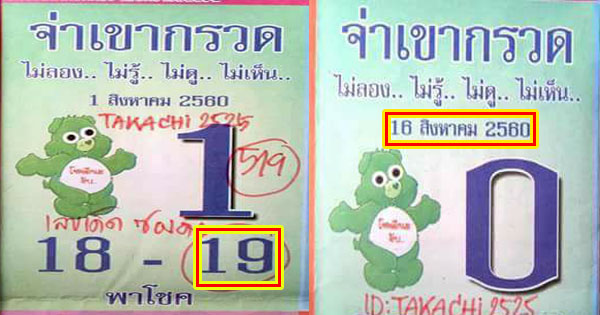 จ่าเขากรวด
ไม่ลอง.. ไม่รู้.. ไม่ดู.. ไม่เห็น..
1 สิงหาคม 2560
TAKACHI 2525
1
519
18 - 19
พาโชค
จ่าเขากรวด
ไม่ลอง.. ไม่รู้.. ไม่ดู.. ไม่เห็น..
16 สิงหาคม 2560
0
ID:TAKACHI 2525